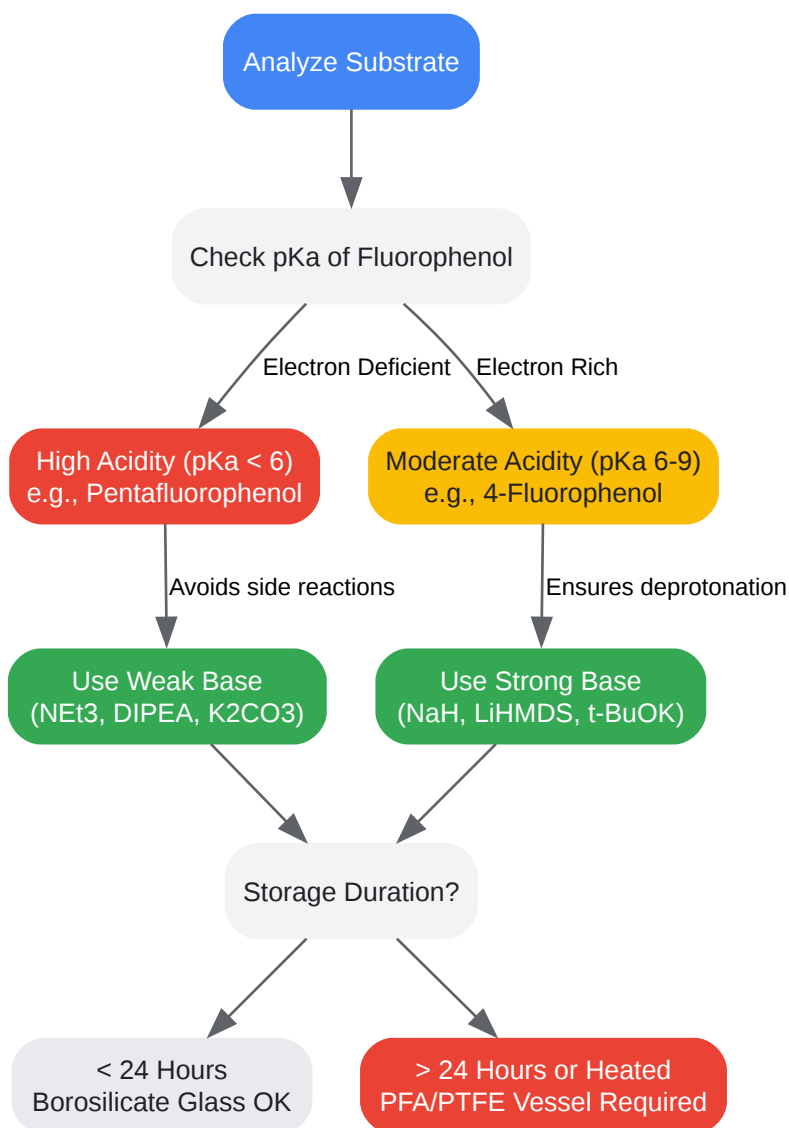 Analyze Substrate
Check pKa of Fluorophenol
Electron Deficient
Electron Rich
High Acidity (pKa < 6)
e.g., Pentafluorophenol
Moderate Acidity (pKa 6-9)
e.g., 4-Fluorophenol
Avoids side reactions
Ensures deprotonation
Use Weak Base
(NEt3, DIPEA, K2CO3)
Use Strong Base
(NaH, LiHMDS, t-BuOK)
Storage Duration?
< 24 Hours
Borosilicate Glass OK
> 24 Hours or Heated
PFA/PTFE Vessel Required